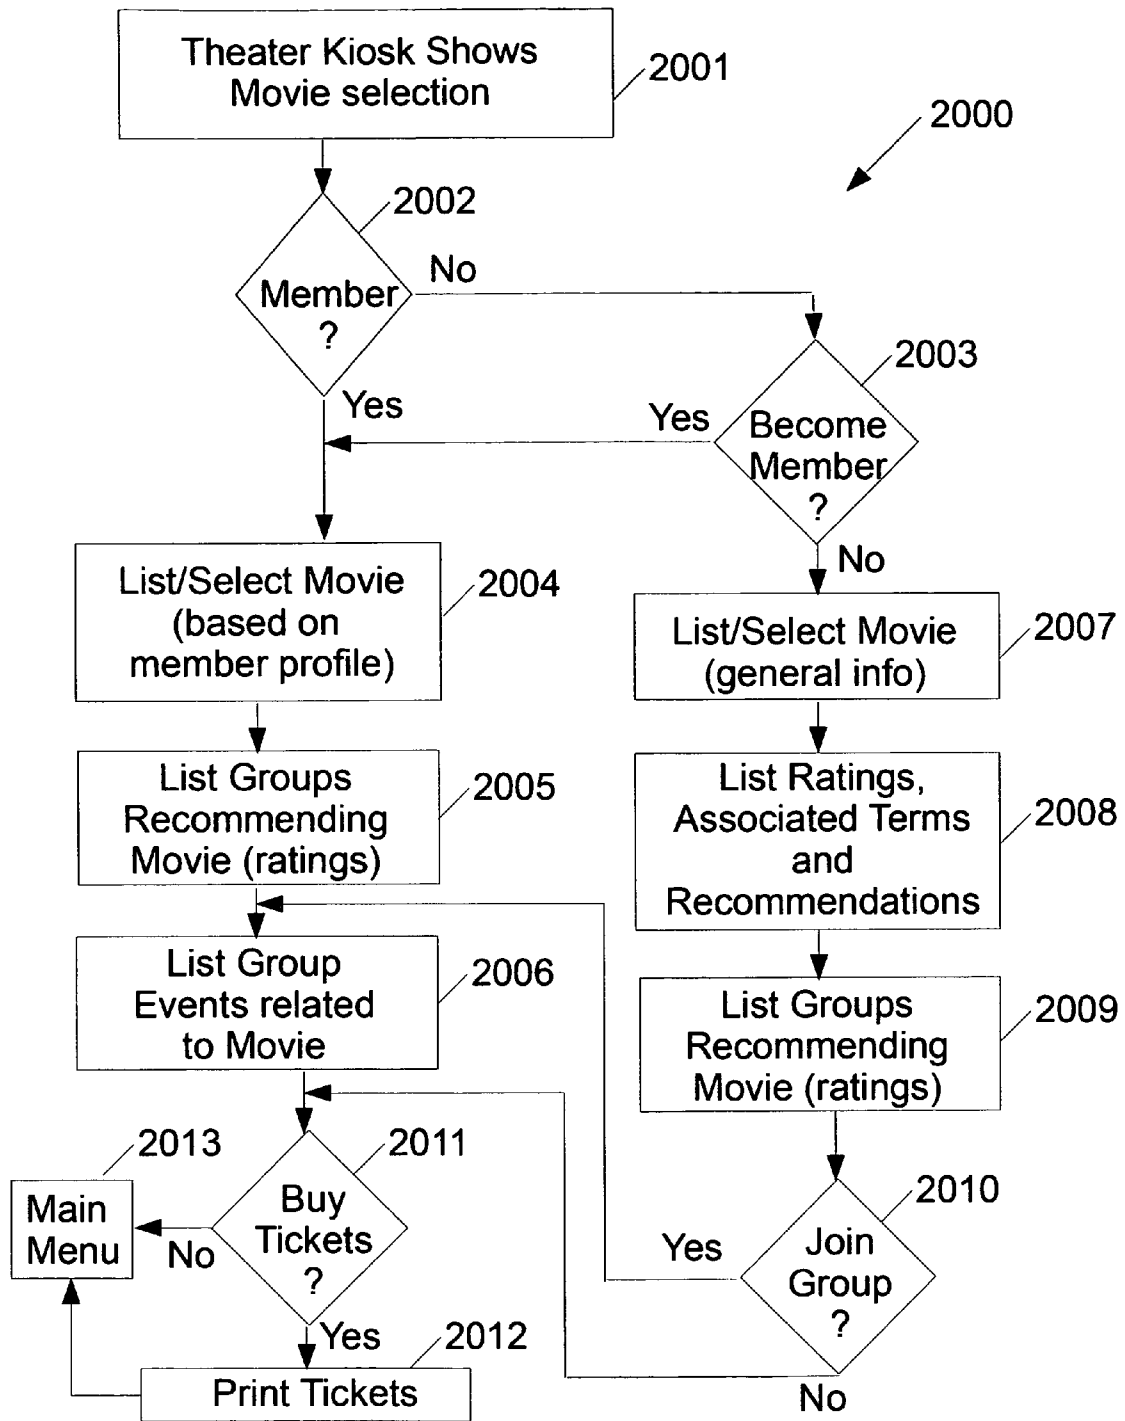 Theater Kiosk Shows
Movie selection
2001
2000
2002
Member
?
No
Yes
2003
Become
Member
?
Yes
No
List/Select Movie
(based on
member profile)
2004
List/Select Movie
(general info)
2007
List Groups
Recommending
Movie (ratings)
2005
List Ratings,
Associated Terms
and
Recommendations
2008
List Group
Events related
to Movie
2006
List Groups
Recommending
Movie (ratings)
2009
2013
Main
Menu
2011
Buy
Tickets
?
No
Yes
2010
Join
Group
?
Yes
No
2012
Print Tickets